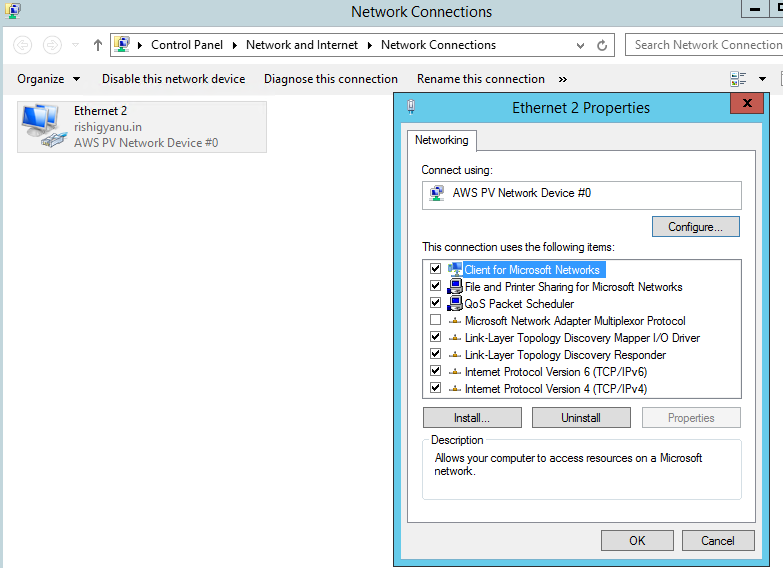 Network Connections
Control Panel Network and Internet Network Connections
Search Network Connection
Organize Disable this network device Diagnose this connection Rename this connection »
Ethernet 2
rishigyanu.in
AWS PV Network Device #0
Ethernet 2 Properties
Networking
Connect using:
AWS PV Network Device #0
Configure...
This connection uses the following items:
Client for Microsoft Networks
File and Printer Sharing for Microsoft Networks
QoS Packet Scheduler
Microsoft Network Adapter Multiplexor Protocol
Link-Layer Topology Discovery Mapper I/O Driver
Link-Layer Topology Discovery Responder
Internet Protocol Version 6 (TCP/IPv6)
Internet Protocol Version 4 (TCP/IPv4)
Install... Uninstall Properties
Description
Allows your computer to access resources on a Microsoft
network.
OK Cancel